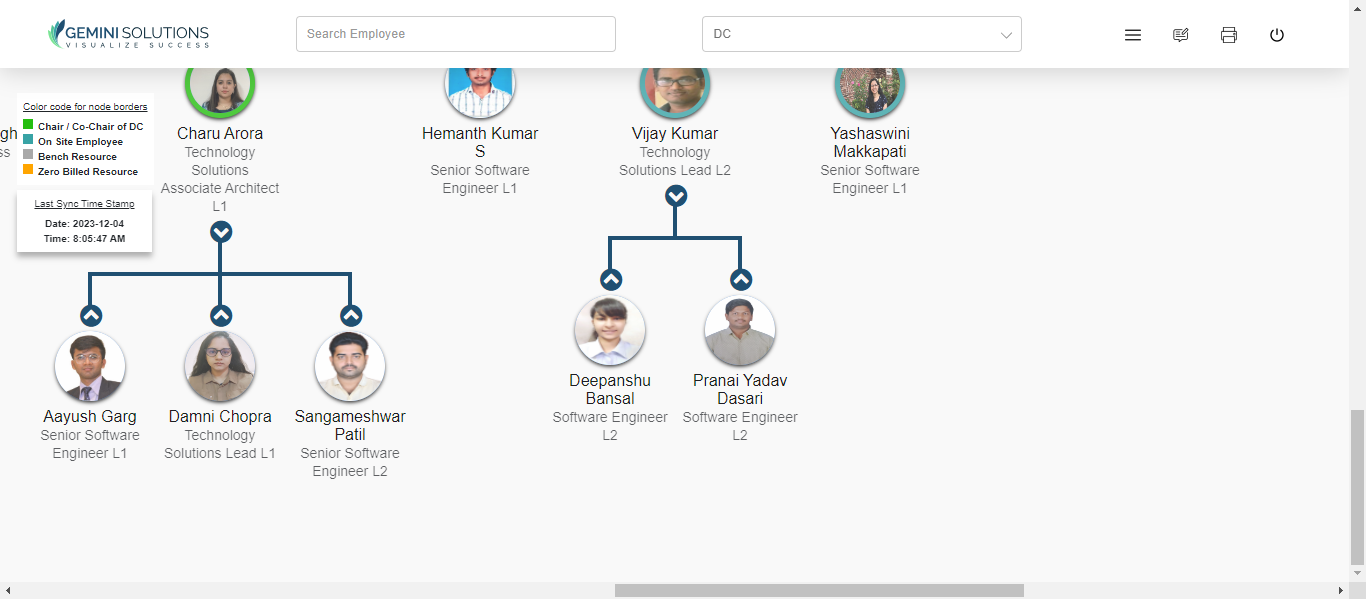 GEMINI SOLUTIONS
VISUALIZE SUCCESS
Search Employee
DC
Color code for node borders
Chair / Co-Chair of DC
On Site Employee
Bench Resource
Zero Billed Resource
Last Sync Time Stamp
Date: 2023-12-04
Time: 8:05:47 AM
gh
ss
Charu Arora
Technology
Solutions
Associate Architect
L1
Hemanth Kumar
S
Senior Software
Engineer L1
Vijay Kumar
Technology
Solutions Lead L2
Yashaswini
Makkapati
Senior Software
Engineer L1
Aayush Garg
Senior Software
Engineer L1
Damni Chopra
Technology
Solutions Lead L1
Sangameshwar
Patil
Senior Software
Engineer L2
Deepanshu
Bansal
Software Engineer
L2
Pranai Yadav
Dasari
Software Engineer
L2